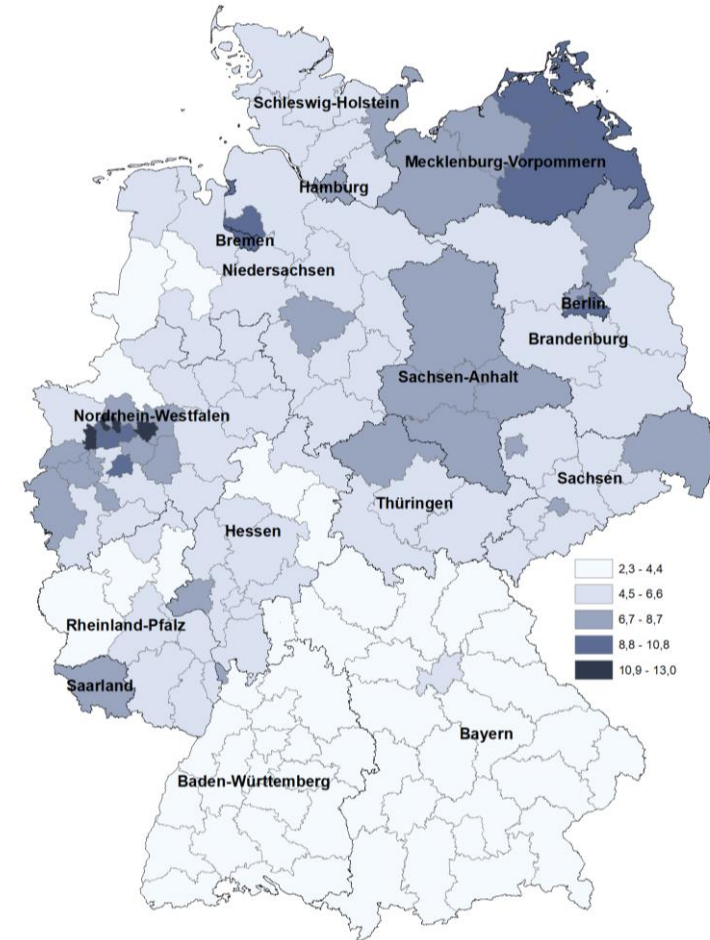 Schleswig-Holstein
Mecklenburg-Vorpommern
Hamburg
Bremen
Niedersachsen
Berlin
Brandenburg
Sachsen-Anhalt
Nordrhein-Westfalen
Sachsen
Thüringen
Hessen
2,3 - 4,4
4,5 - 6,6
6,7 - 8,7
8,8 - 10,8
10,9 - 13,0
Rheinland-Pfalz
Saarland
Bayern
Baden-Württemberg